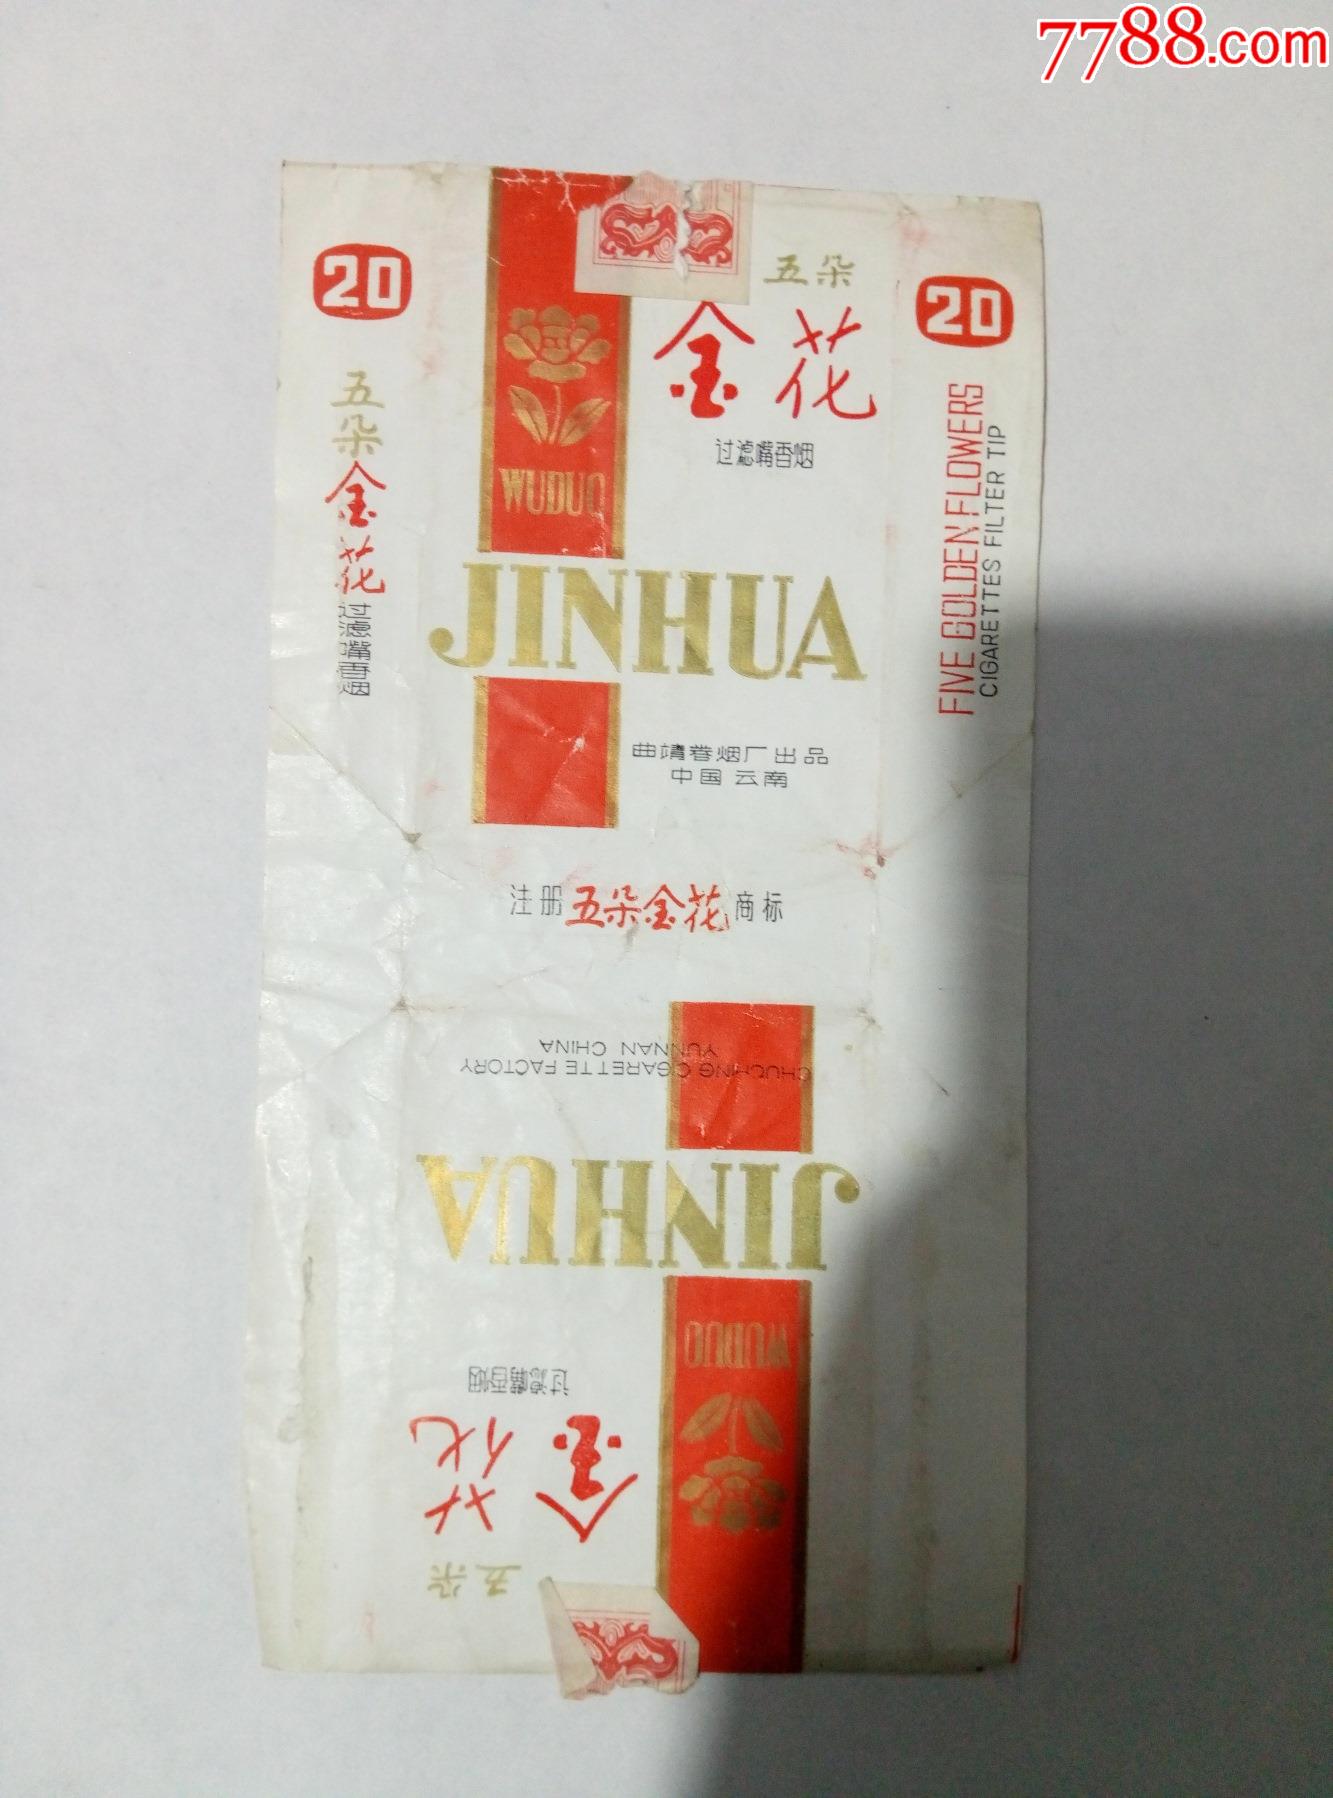 7788.com
20
五朵
金花
过滤嘴香烟
WUDUO
JINHUA
曲靖卷烟厂出品
中国 云南
20
五朵金花
过滤嘴香烟
20
FIVE GOLDEN FLOWERS
CIGARETTES FILTER TIP
注册 五朵金花 商标
CHUCHING CIGARETTE FACTORY
YUNNAN CHINA
JINHUA
WUDUO
过滤嘴香烟
金花
五朵